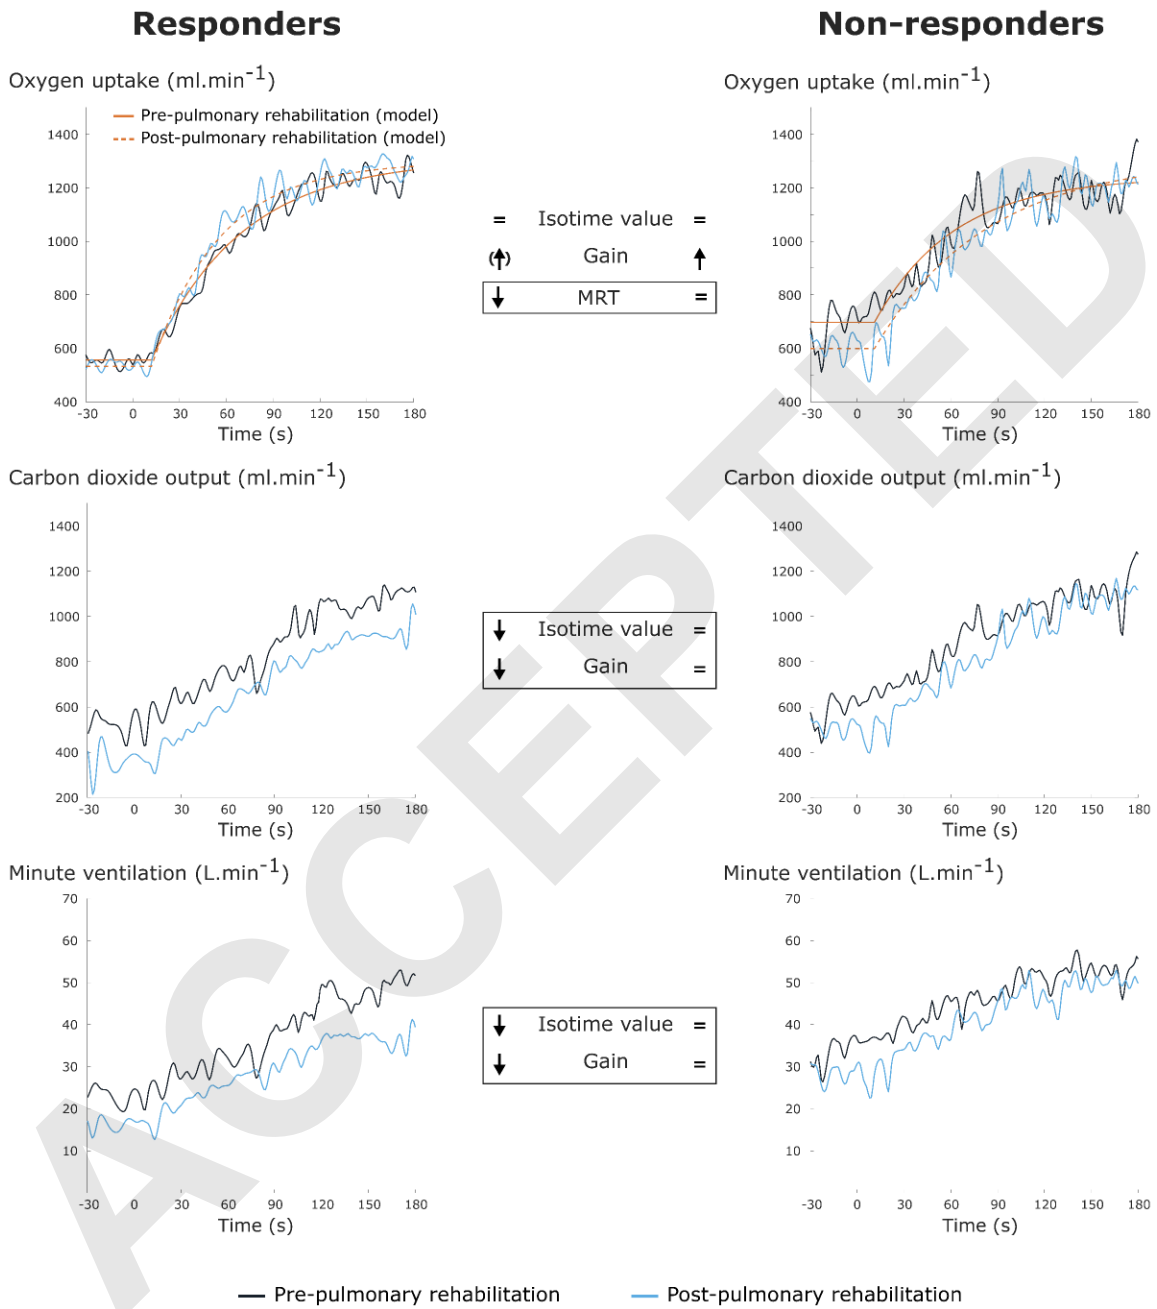 Responders
Non-responders
Oxygen uptake (ml.min-1)
Pre-pulmonary rehabilitation (model)
Post-pulmonary rehabilitation (model)
1400
1200
1000
800
600
400
-30 0 30 60 90 120 150 180
Time (s)
= Isotime value =
(↑) Gain ↑
↓ MRT =
Oxygen uptake (ml.min-1)
1400
1200
1000
800
600
400
-30 0 30 60 90 120 150 180
Time (s)
Carbon dioxide output (ml.min-1)
1400
1200
1000
800
600
400
200
-30 0 30 60 90 120 150 180
Time (s)
↓ Isotime value =
↓ Gain =
Carbon dioxide output (ml.min-1)
1400
1200
1000
800
600
400
200
-30 0 30 60 90 120 150 180
Time (s)
Minute ventilation (L.min-1)
70
60
50
40
30
20
10
-30 0 30 60 90 120 150 180
Time (s)
↓ Isotime value =
↓ Gain =
Minute ventilation (L.min-1)
70
60
50
40
30
20
10
-30 0 30 60 90 120 150 180
Time (s)
Pre-pulmonary rehabilitation
Post-pulmonary rehabilitation
ACCEPTED